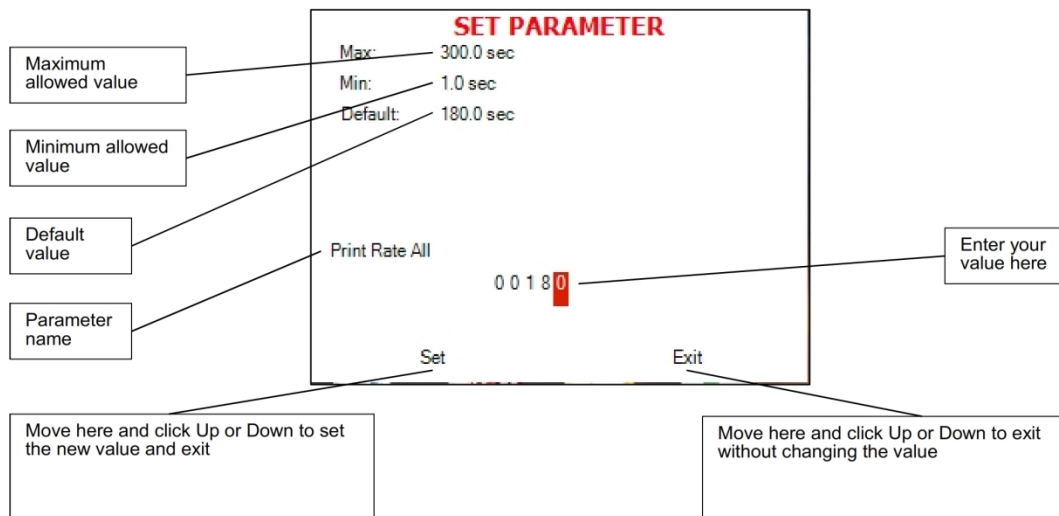 SET PARAMETER
Max: 300.0 sec
Min: 1.0 sec
Default: 180.0 sec
Maximum
allowed value
Minimum allowed
value
Default
value
Parameter
name
Print Rate All
0 0 1 8 0
Enter your
value here
Set
Exit
Move here and click Up or Down to set
the new value and exit
Move here and click Up or Down to exit
without changing the value